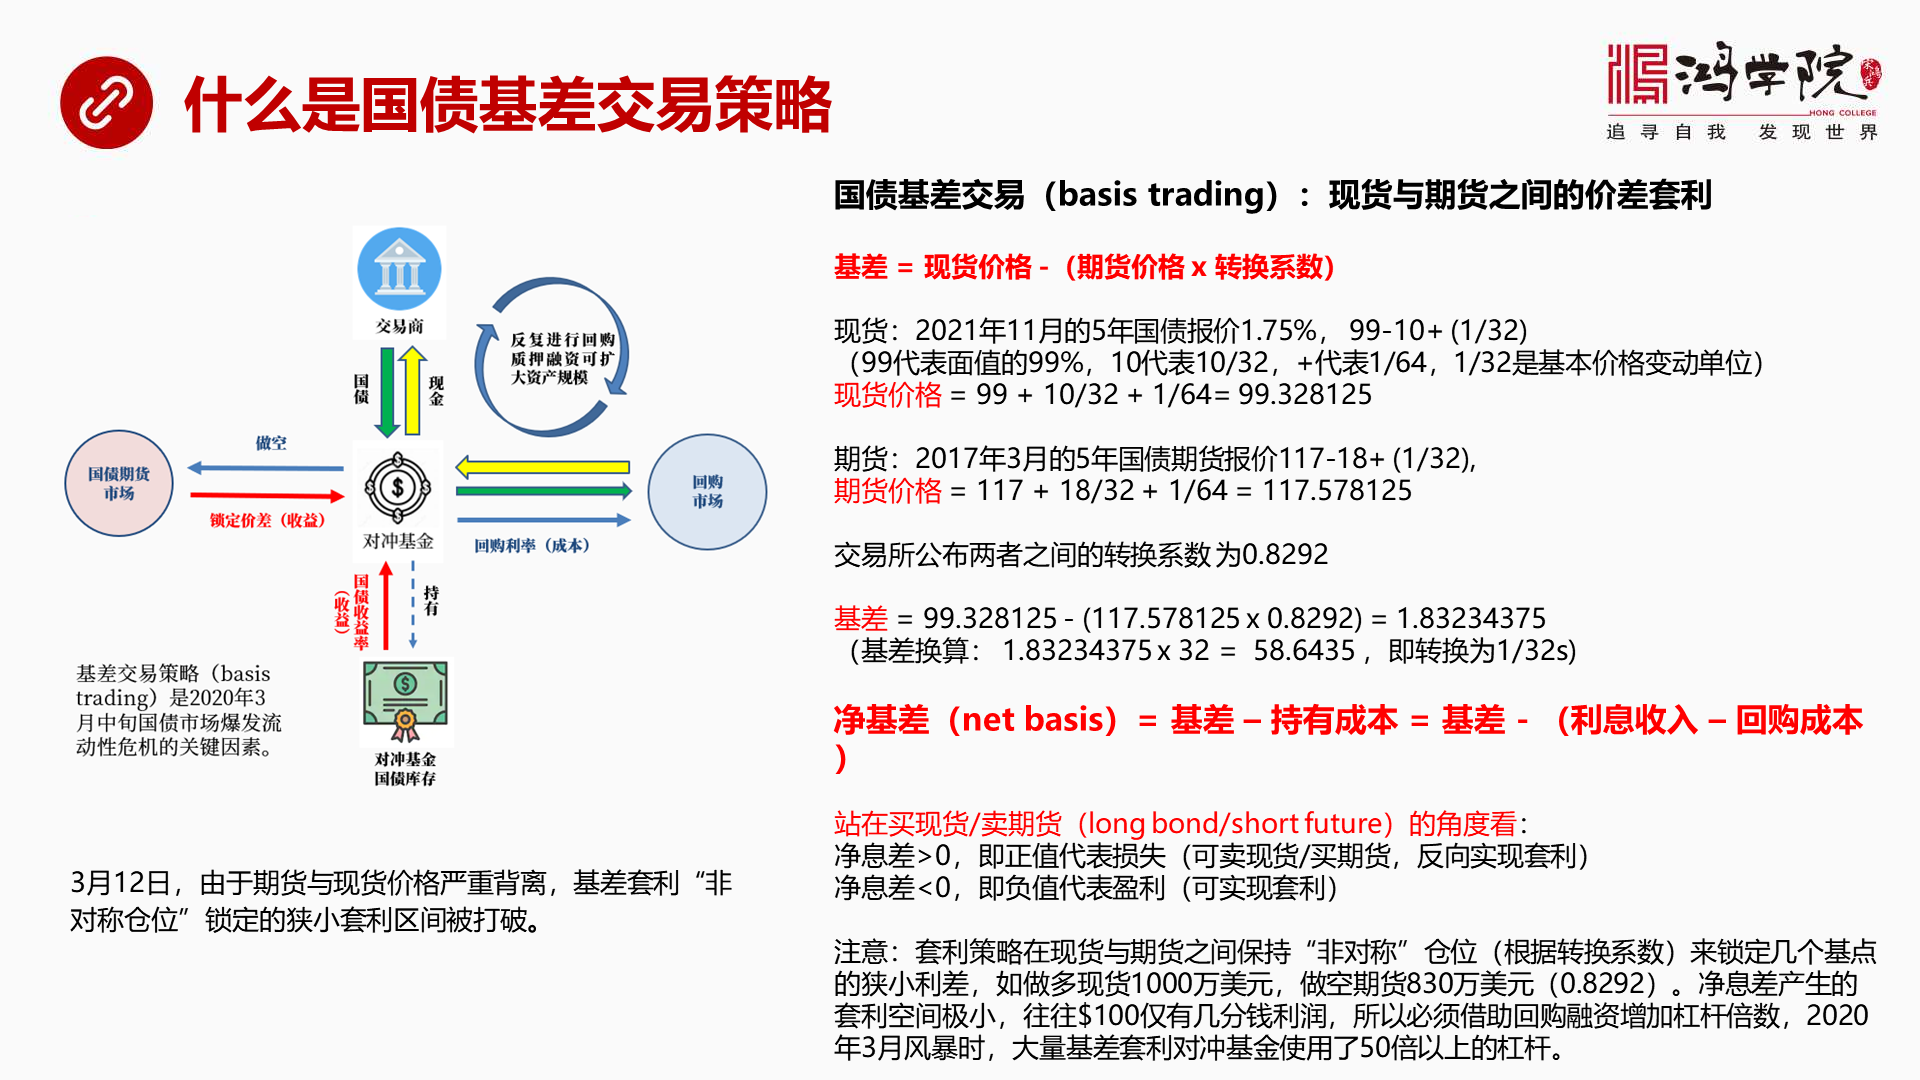 什么是国债基差交易策略
鸿学院
宋鸿兵
HONG COLLEGE
追寻自我 发现世界
交易商
国债
现金
反复进行回购
质押融资可扩
大资产规模
做空
国债期货
市场
锁定价差（收益）
对冲基金
回购
市场
回购利率（成本）
国债收益率
（收益）
持有
基差交易策略（basis
trading）是2020年3
月中旬国债市场爆发流
动性危机的关键因素。
对冲基金
国债库存
3月12日，由于期货与现货价格严重背离，基差套利“非
对称仓位”锁定的狭小套利区间被打破。
国债基差交易（basis trading）：现货与期货之间的价差套利
基差 = 现货价格 -（期货价格 x 转换系数）
现货：2021年11月的5年国债报价1.75%， 99-10+ (1/32)
（99代表面值的99%，10代表10/32，+代表1/64，1/32是基本价格变动单位）
现货价格 = 99 + 10/32 + 1/64= 99.328125
期货：2017年3月的5年国债期货报价117-18+ (1/32),
期货价格 = 117 + 18/32 + 1/64 = 117.578125
交易所公布两者之间的转换系数 为0.8292
基差 = 99.328125 - (117.578125 x 0.8292) = 1.83234375
（基差换算： 1.83234375 x 32 = 58.6435 ，即转换为1/32s）
净基差（net basis）= 基差 – 持有成本 = 基差 - （利息收入 – 回购成本
）
站在买现货/卖期货（long bond/short future）的角度看：
净息差>0，即正值代表损失（可卖现货/买期货，反向实现套利）
净息差<0，即负值代表盈利（可实现套利）
注意：套利策略在现货与期货之间保持“非对称”仓位（根据转换系数）来锁定几个基点
的狭小利差，如做多现货1000万美元，做空期货830万美元（0.8292）。净息差产生的
套利空间极小，往往$100仅有几分钱利润，所以必须借助回购融资增加杠杆倍数，2020
年3月风暴时，大量基差套利对冲基金使用了50倍以上的杠杆。